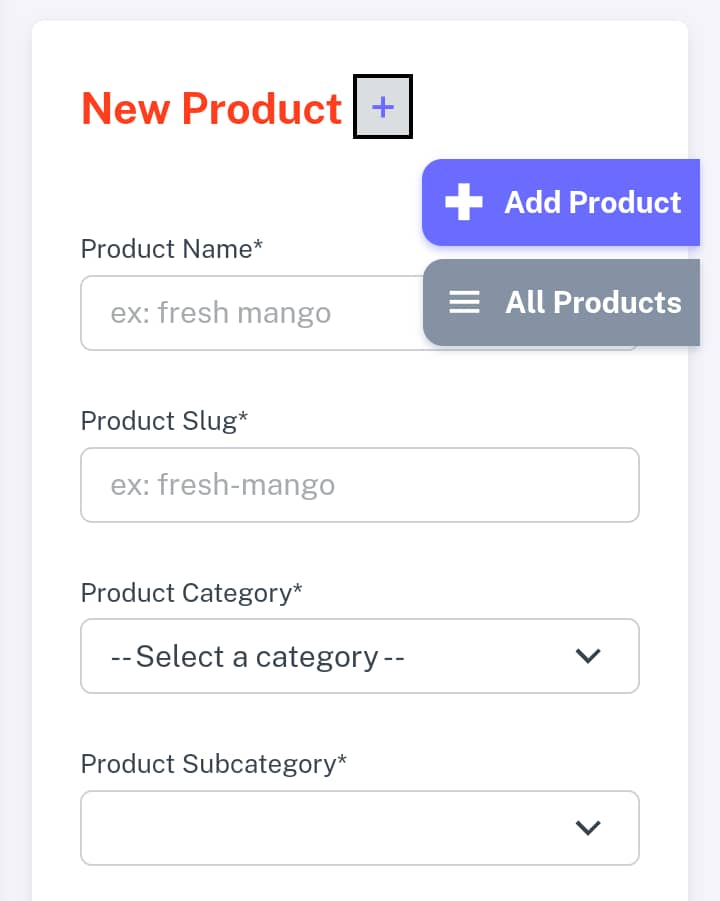 New Product +
Add Product
Product Name*
ex: fresh mango
All Products
Product Slug*
ex: fresh-mango
Product Category*
--Select a category--
Product Subcategory*